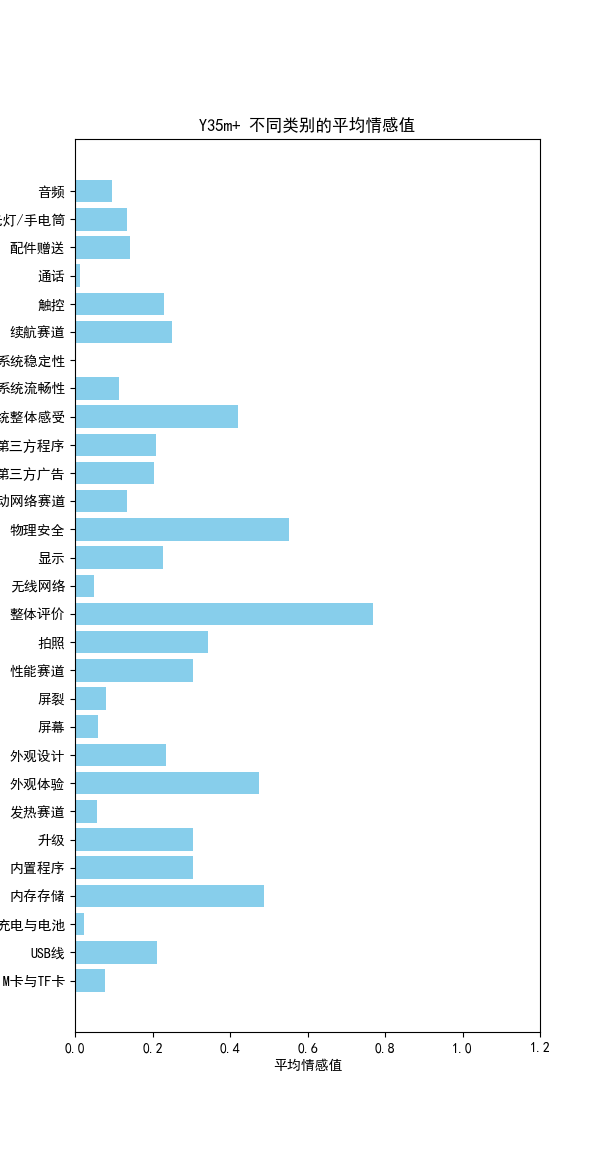 Y35m+ 不同类别的平均情感值
音频
灯/手电筒
配件赠送
通话
触控
续航赛道
系统稳定性
系统流畅性
统整体感受
第三方程序
第三方广告
动网络赛道
物理安全
显示
无线网络
整体评价
拍照
性能赛道
屏裂
屏幕
外观设计
外观体验
发热赛道
升级
内置程序
内存存储
充电与电池
USB线
M卡与TF卡
0.0 0.2 0.4 0.6 0.8 1.0 1.2
平均情感值